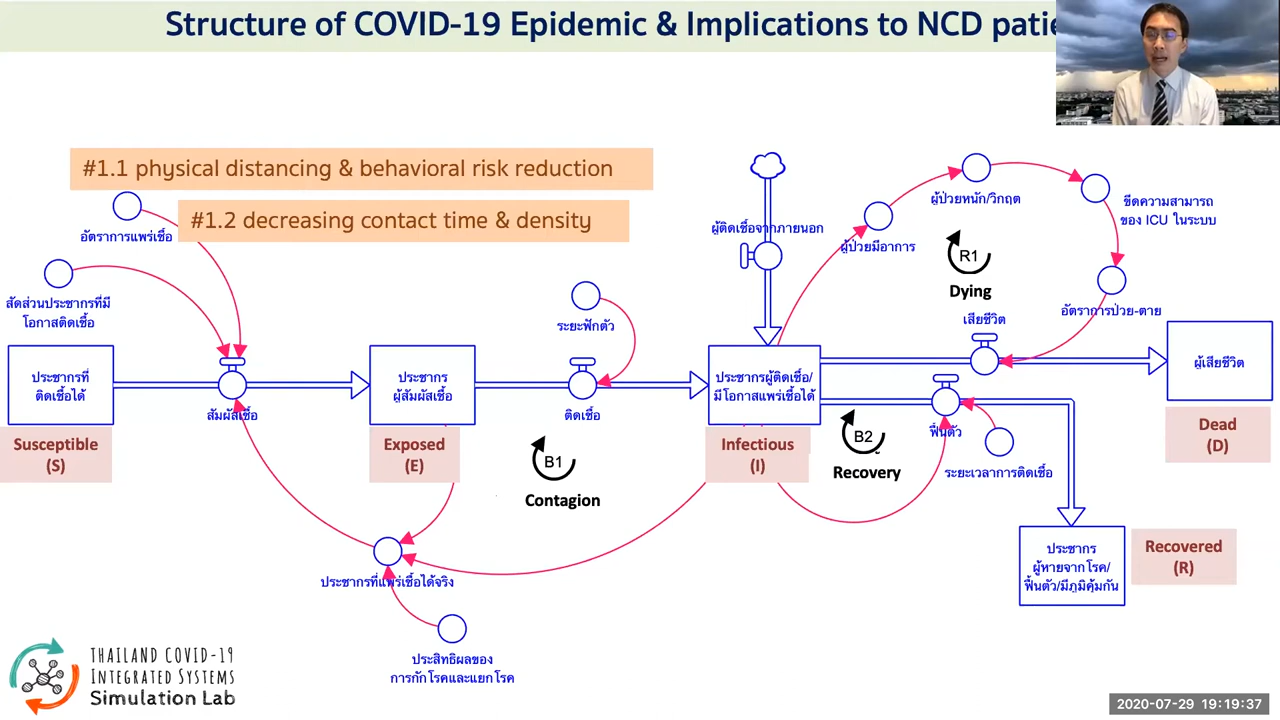 Structure of COVID-19 Epidemic & Implications to NCD patie
#1.1 physical distancing & behavioral risk reduction
#1.2 decreasing contact time & density
อัตราการแพร่เชื้อ
สัดส่วนประชากรที่มี
โอกาสติดเชื้อ
ระยะฟักตัว
ผู้ติดเชื้อจากภายนอก
ผู้ป่วยมีอาการ
ผู้ป่วยหนัก/วิกฤต
ขีดความสามารถ
ของ ICU ในระบบ
R1
Dying
อัตราการป่วย-ตาย
เสียชีวิต
ประชากรที่
ติดเชื้อได้
สัมผัสเชื้อ
ประชากร
ผู้สัมผัสเชื้อ
ติดเชื้อ
ประชากรผู้ติดเชื้อ/
มีโอกาสแพร่เชื้อได้
ผู้เสียชีวิต
Susceptible
(S)
Exposed
(E)
B1
Contagion
Infectious
(I)
B2
Recovery
ฟื้นตัว
ระยะเวลาการติดเชื้อ
Dead
(D)
ประชากรที่แพร่เชื้อได้จริง
ประชากร
ผู้หายจากโรค/
ฟื้นตัว/มีภูมิคุ้มกัน
Recovered
(R)
ประสิทธิผลของ
การกักโรคและแยกโรค
THAILAND COVID-19
INTEGRATED SYSTEMS
Simulation Lab
2020-07-29 19:19:37